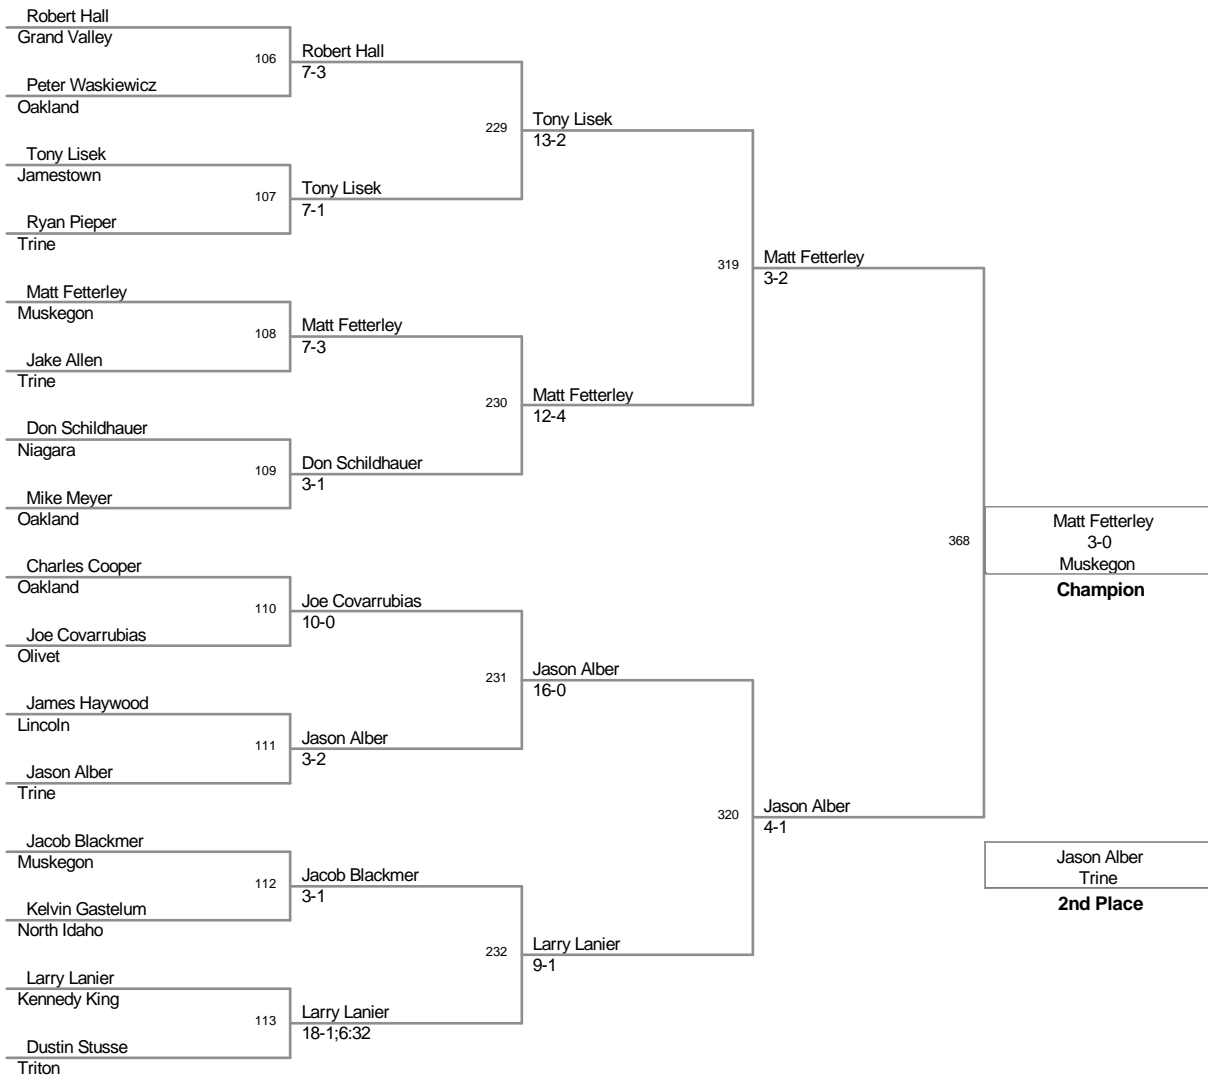 Robert Hall
Grand Valley
106
Robert Hall
7-3
Peter Waskiewicz
Oakland
229
Tony Lisek
13-2
Tony Lisek
Jamestown
107
Tony Lisek
7-1
Ryan Pieper
Trine
319
Matt Fetterley
3-2
Matt Fetterley
Muskegon
108
Matt Fetterley
7-3
Jake Allen
Trine
230
Matt Fetterley
12-4
Don Schildhauer
Niagara
109
Don Schildhauer
3-1
Mike Meyer
Oakland
368
Matt Fetterley
3-0
Muskegon
Champion
Charles Cooper
Oakland
110
Joe Covarrubias
10-0
Joe Covarrubias
Olivet
231
Jason Alber
16-0
James Haywood
Lincoln
111
Jason Alber
3-2
Jason Alber
Trine
320
Jason Alber
4-1
Jacob Blackmer
Muskegon
112
Jacob Blackmer
3-1
Kelvin Gastelum
North Idaho
Jason Alber
Trine
2nd Place
232
Larry Lanier
9-1
Larry Lanier
Kennedy King
113
Larry Lanier
18-1;6:32
Dustin Stusse
Triton